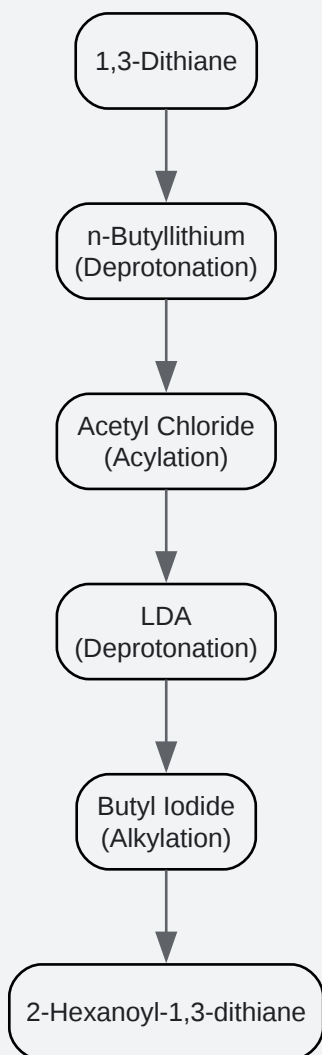 1,3-Dithiane
n-Butyllithium
(Deprotonation)
Acetyl Chloride
(Acylation)
LDA
(Deprotonation)
Butyl Iodide
(Alkylation)
2-Hexanoyl-1,3-dithiane